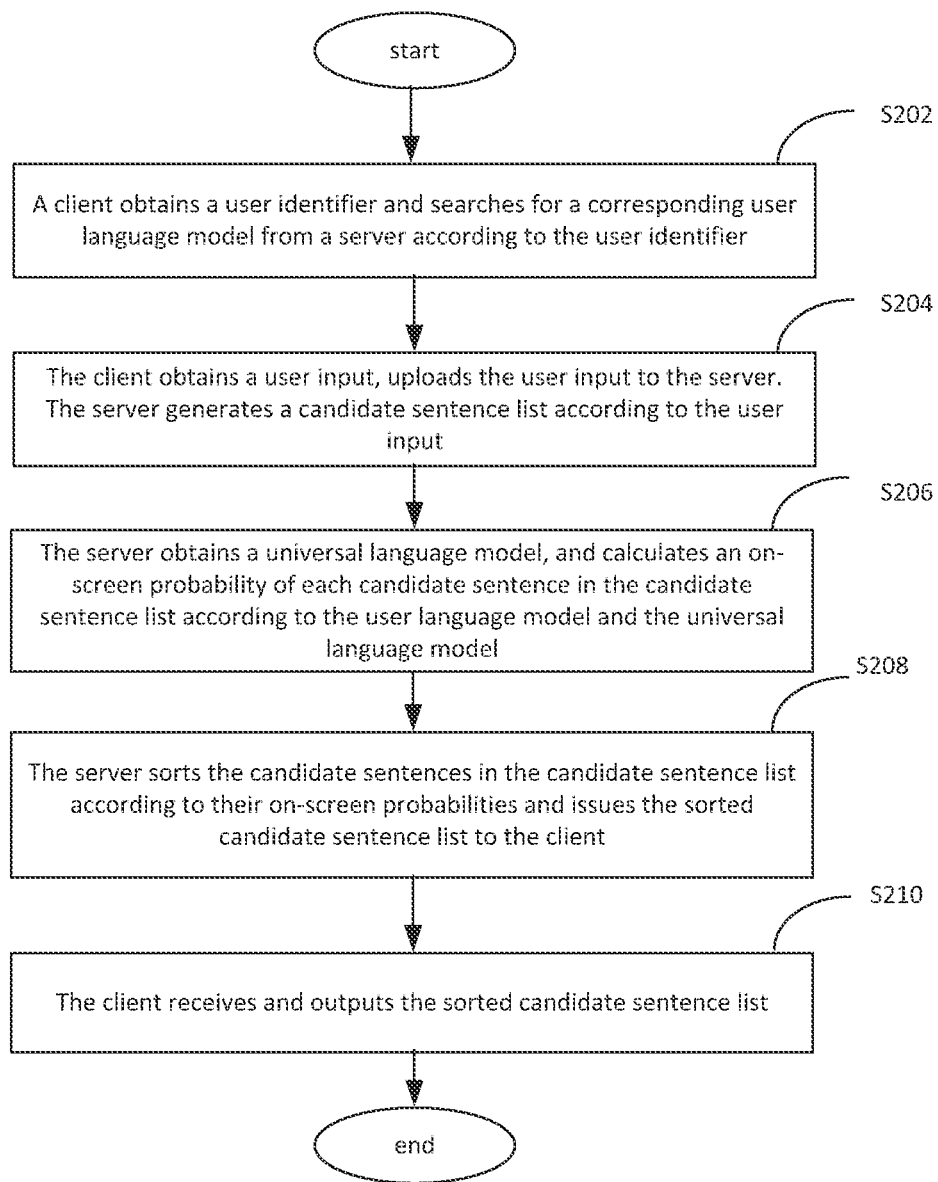 start
S202
A client obtains a user identifier and searches for a corresponding user
language model from a server according to the user identifier
S204
The client obtains a user input, uploads the user input to the server.
The server generates a candidate sentence list according to the user
input
S206
The server obtains a universal language model, and calculates an on-
screen probability of each candidate sentence in the candidate
sentence list according to the user language model and the universal
language model
S208
The server sorts the candidate sentences in the candidate sentence list
according to their on-screen probabilities and issues the sorted
candidate sentence list to the client
S210
The client receives and outputs the sorted candidate sentence list
end